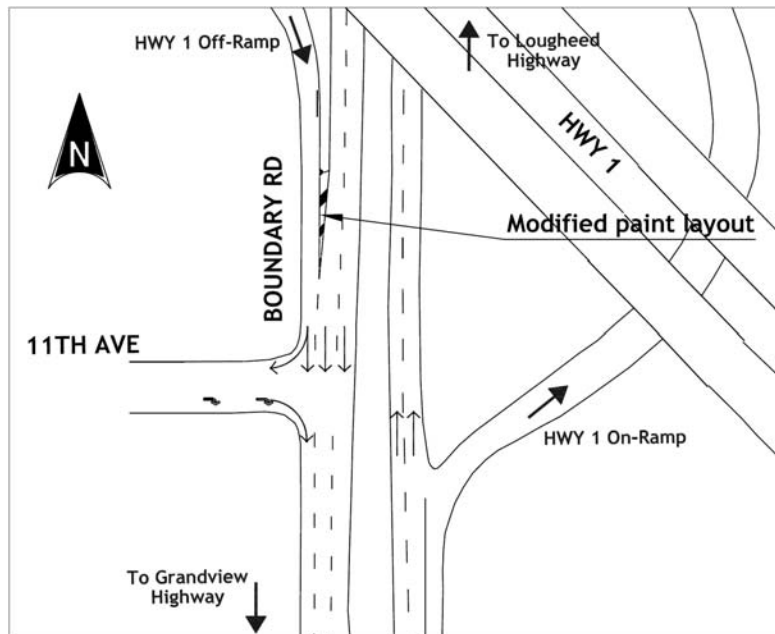 HWY 1 Off-Ramp
To Lougheed
Highway
HWY 1
N
BOUNDARY RD
Modified paint layout
11TH AVE
HWY 1 On-Ramp
To Grandview
Highway